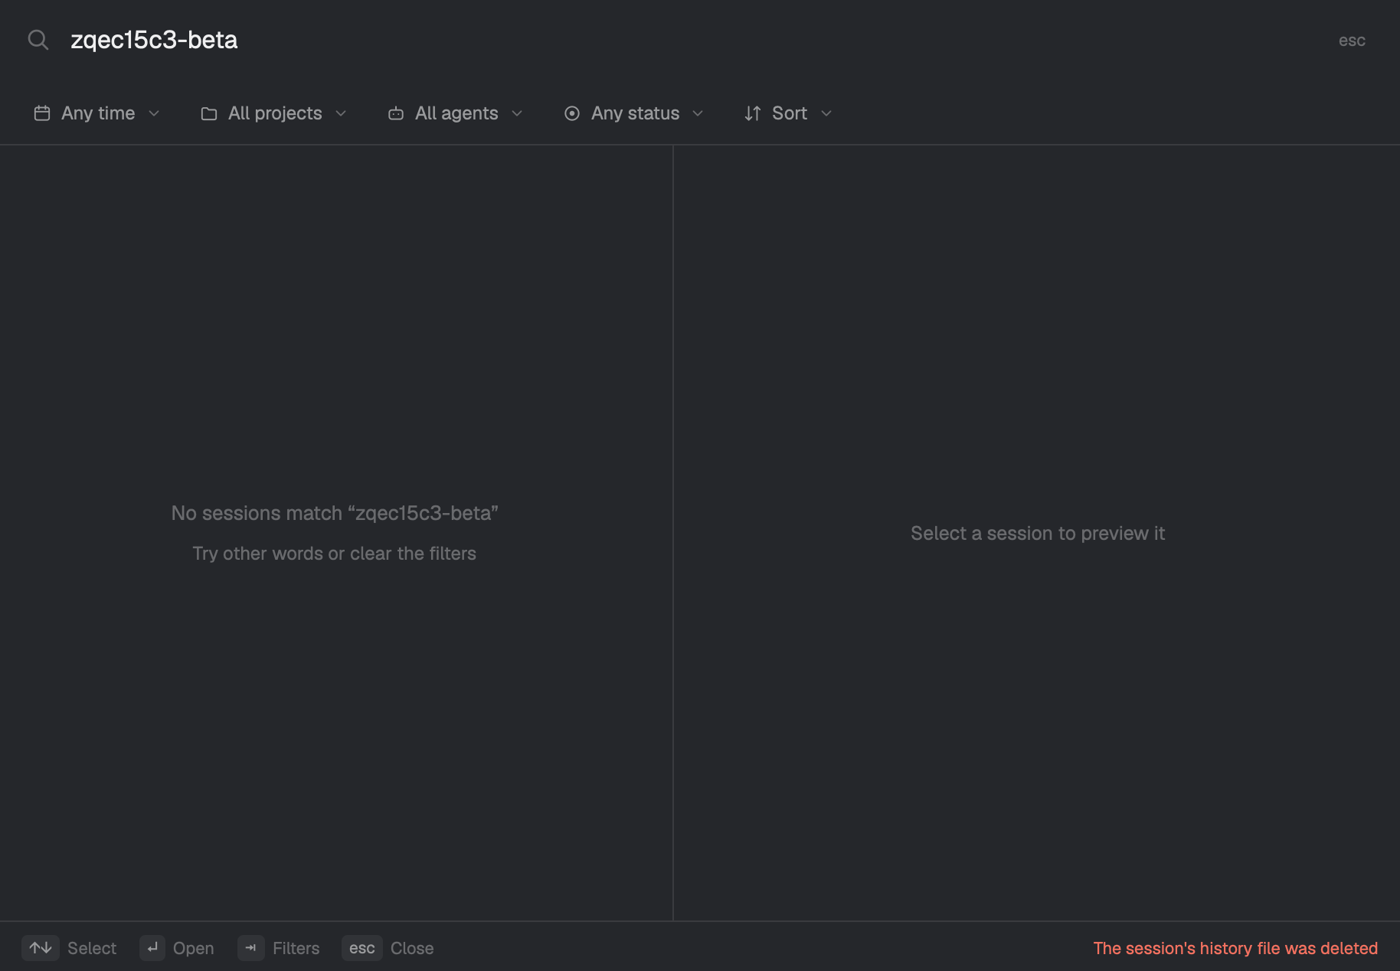 zqec15c3-beta
esc
Any time
All projects
All agents
Any status
Sort
No sessions match “zqec15c3-beta”
Try other words or clear the filters
Select a session to preview it
↑↓ Select ↵ Open ⇥ Filters esc Close
The session's history file was deleted